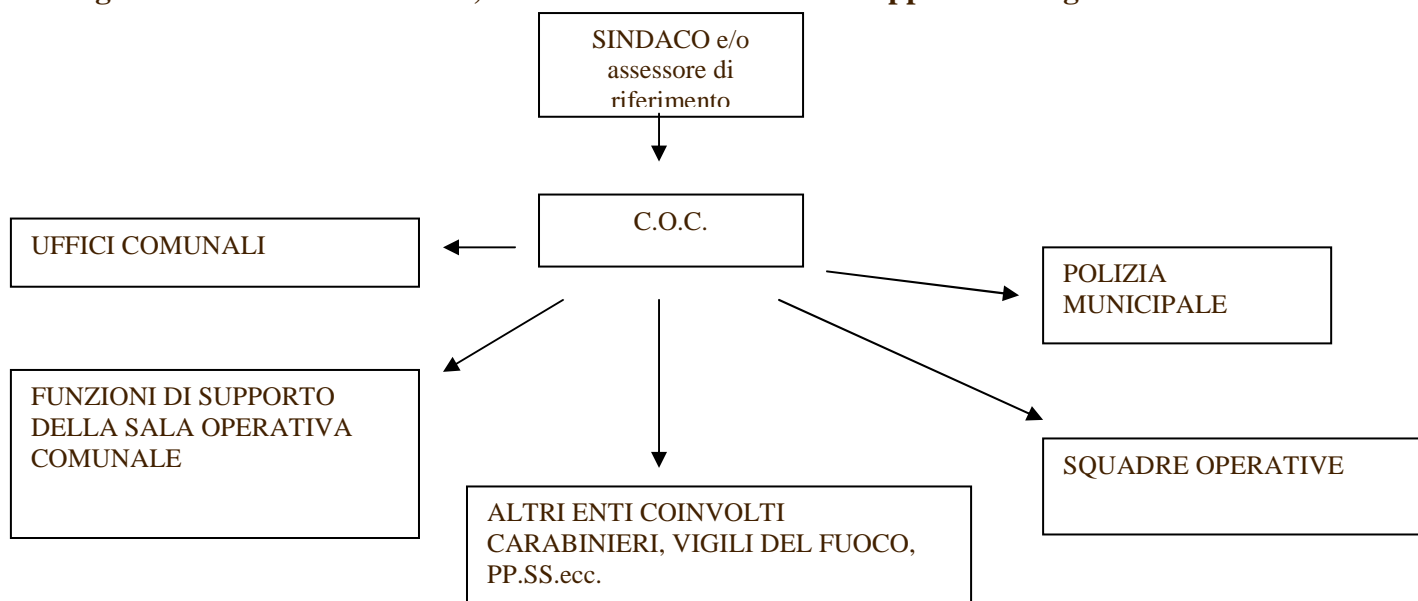 SINDACO e/o
assessore di
riferimento
C.O.C.
UFFICI COMUNALI
POLIZIA
MUNICIPALE
FUNZIONI DI SUPPORTO
DELLA SALA OPERATIVA
COMUNALE
SQUADRE OPERATIVE
ALTRI ENTI COINVOLTI
CARABINIERI, VIGILI DEL FUOCO,
PP.SS.ecc.